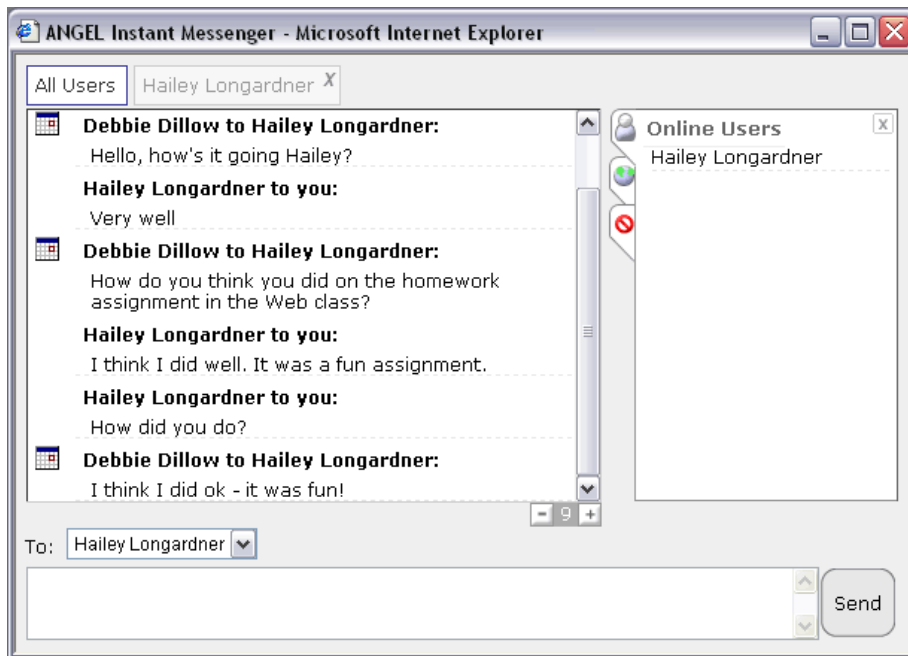 ANGEL Instant Messenger - Microsoft Internet Explorer
All Users
Hailey Longardner X
Debbie Dillow to Hailey Longardner:
Hello, how's it going Hailey?
Hailey Longardner to you:
Very well
Debbie Dillow to Hailey Longardner:
How do you think you did on the homework
assignment in the Web class?
Hailey Longardner to you:
I think I did well. It was a fun assignment.
Hailey Longardner to you:
How did you do?
Debbie Dillow to Hailey Longardner:
I think I did ok - it was fun!
Online Users x
Hailey Longardner
- 9 +
To: Hailey Longardner
Send